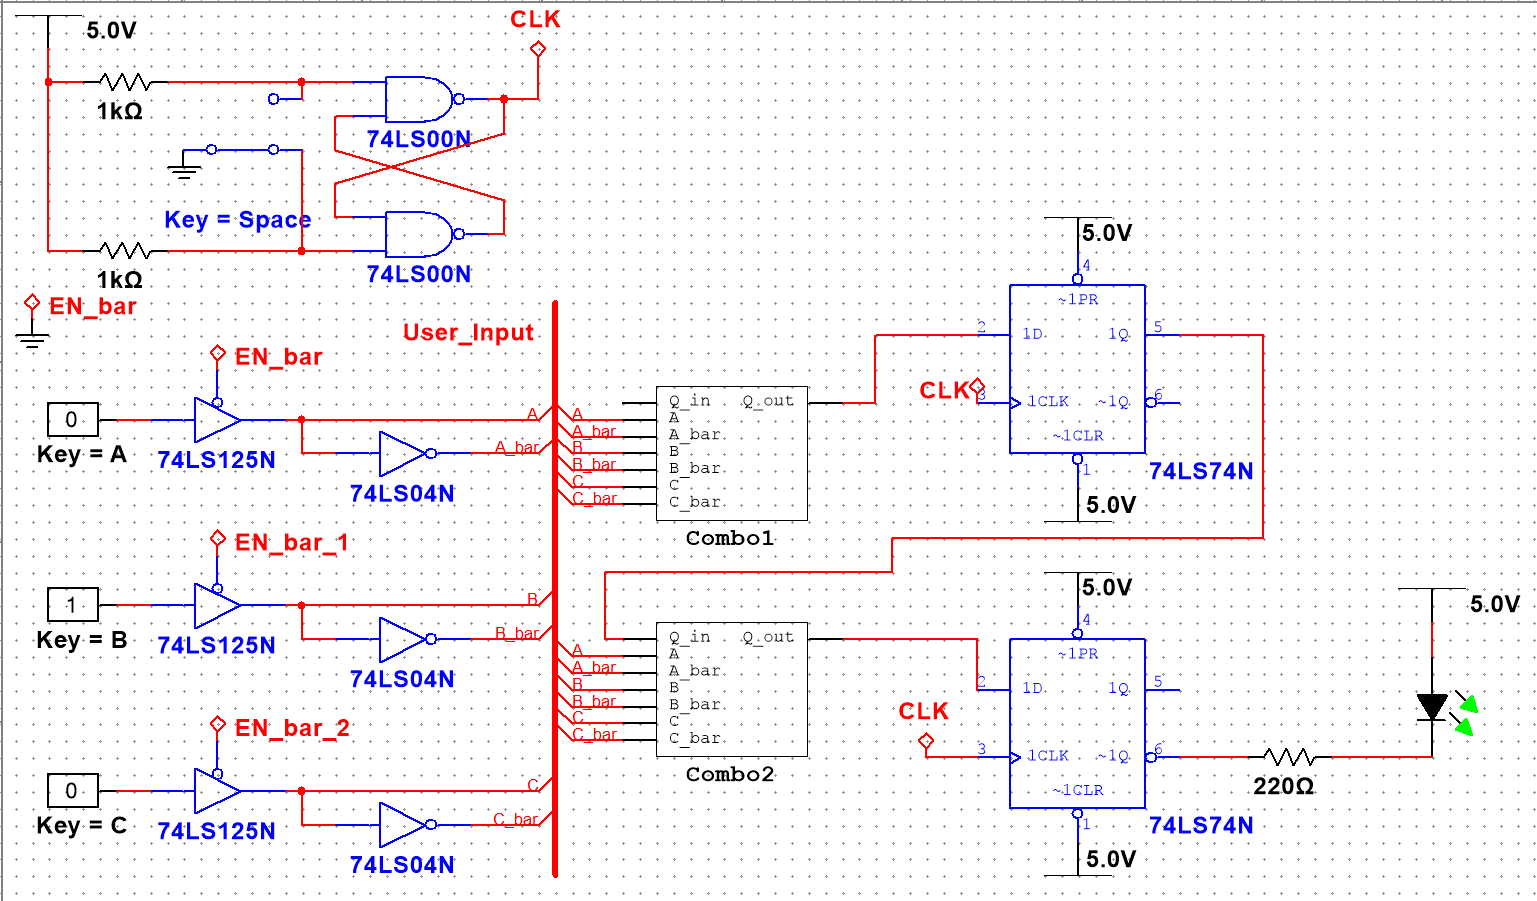 5.0V
CLK
1kΩ
74LS00N
Key = Space
1kΩ
74LS00N
EN_bar
User_Input
EN_bar
0
Key = A
74LS125N
74LS04N
A
A_bar
EN_bar_1
1
Key = B
74LS125N
74LS04N
B
B_bar
EN_bar_2
0
Key = C
74LS125N
74LS04N
C
C_bar
A
A_bar
B
B_bar
C
C_bar
Q_in Q_out
A
A_bar
B
B_bar
C
C_bar
Combo1
5.0V
4
~1PR
2 1D 1Q 5
CLK
3 1CLK ~1Q 6
~1CLR
1
74LS74N
5.0V
A
A_bar
B
B_bar
C
C_bar
Q_in Q_out
A
A_bar
B
B_bar
C
C_bar
Combo2
5.0V
4
~1PR
2 1D 1Q 5
CLK
3 1CLK ~1Q 6
~1CLR
1
74LS74N
5.0V
220Ω
5.0V